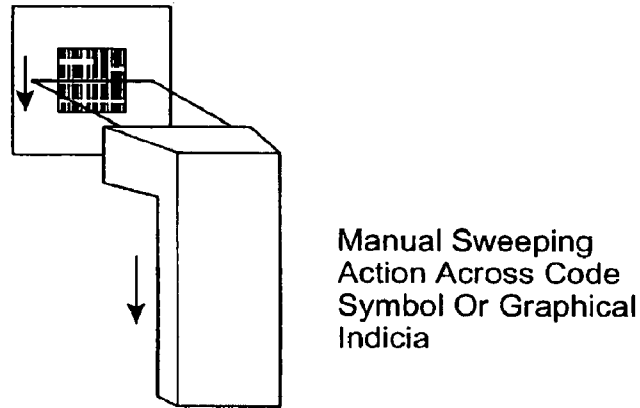 Manual Sweeping
Action Across Code
Symbol Or Graphical
Indicia